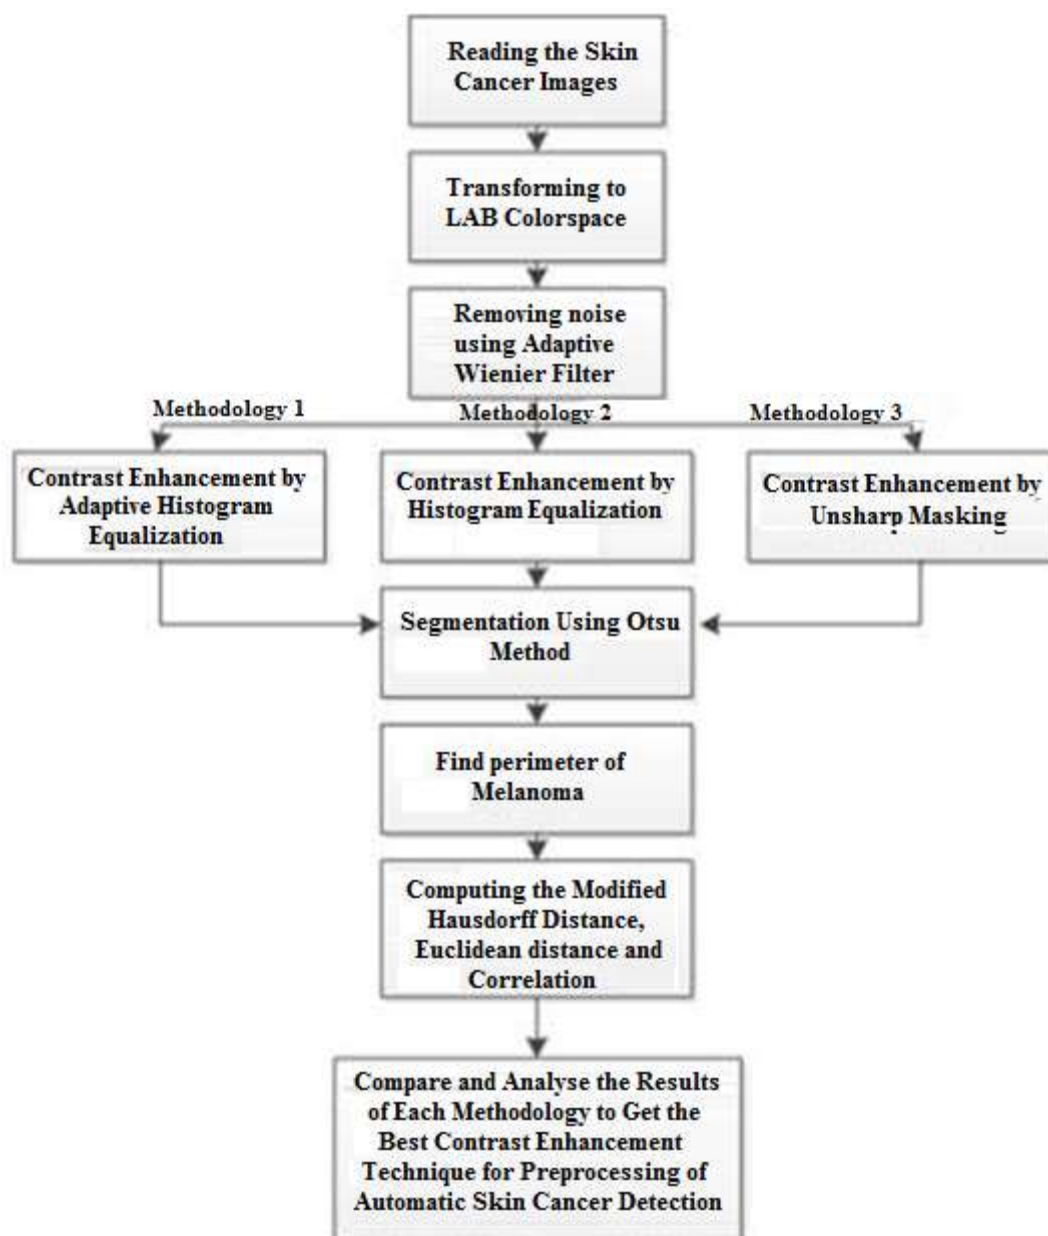 Reading the Skin
Cancer Images
Transforming to
LAB Colorspace
Removing noise
using Adaptive
Wienier Filter
Methodology 1
Methodology 2
Methodology 3
Contrast Enhancement by
Adaptive Histogram
Equalization
Contrast Enhancement by
Histogram Equalization
Contrast Enhancement by
Unsharp Masking
Segmentation Using Otsu
Method
Find perimeter of
Melanoma
Computing the Modified
Hausdorff Distance,
Euclidean distance and
Correlation
Compare and Analyse the Results
of Each Methodology to Get the
Best Contrast Enhancement
Technique for Preprocessing of
Automatic Skin Cancer Detection